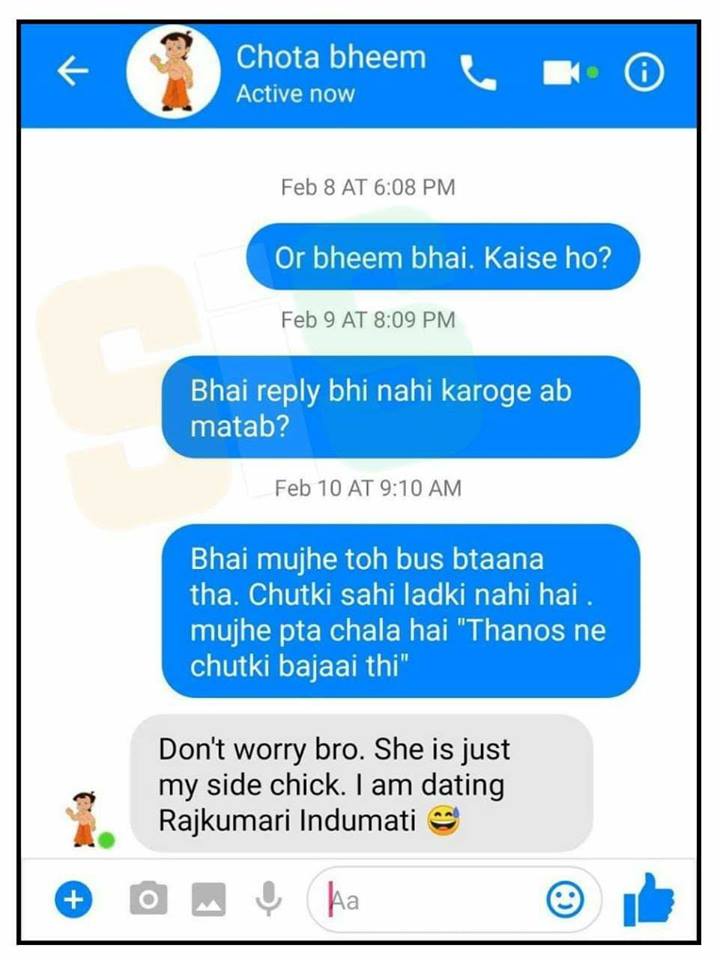 Chota bheem
Active now
Feb 8 AT 6:08 PM
Or bheem bhai. Kaise ho?
Feb 9 AT 8:09 PM
Bhai reply bhi nahi karoge ab
matab?
Feb 10 AT 9:10 AM
Bhai mujhe toh bus btaana
tha. Chutki sahi ladki nahi hai .
mujhe pta chala hai "Thanos ne
chutki bajaai thi"
Don't worry bro. She is just
my side chick. I am dating
Rajkumari Indumati 😅
Aa
SiS